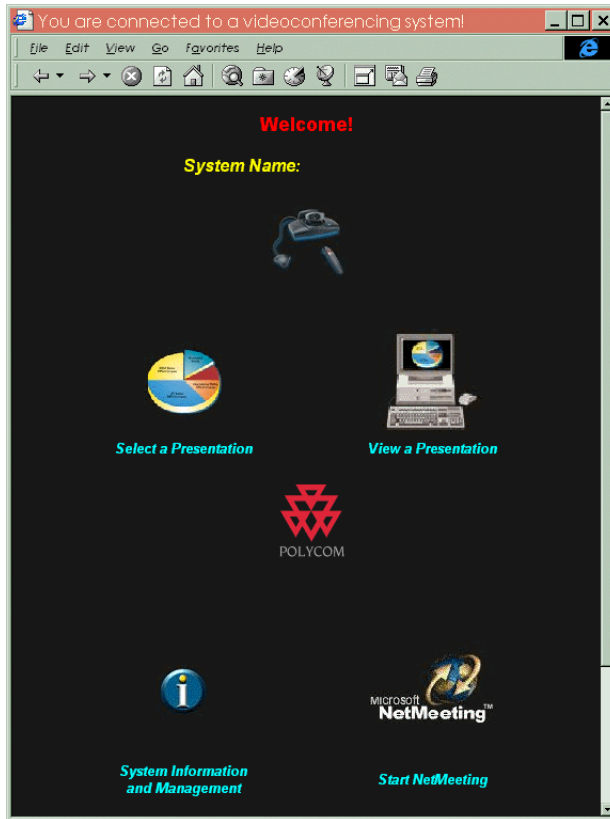 You are connected to a videoconferencing system!
File Edit View Go Favorites Help
Welcome!
System Name:
Select a Presentation
View a Presentation
POLYCOM
Microsoft
NetMeeting™
System Information
and Management
Start NetMeeting